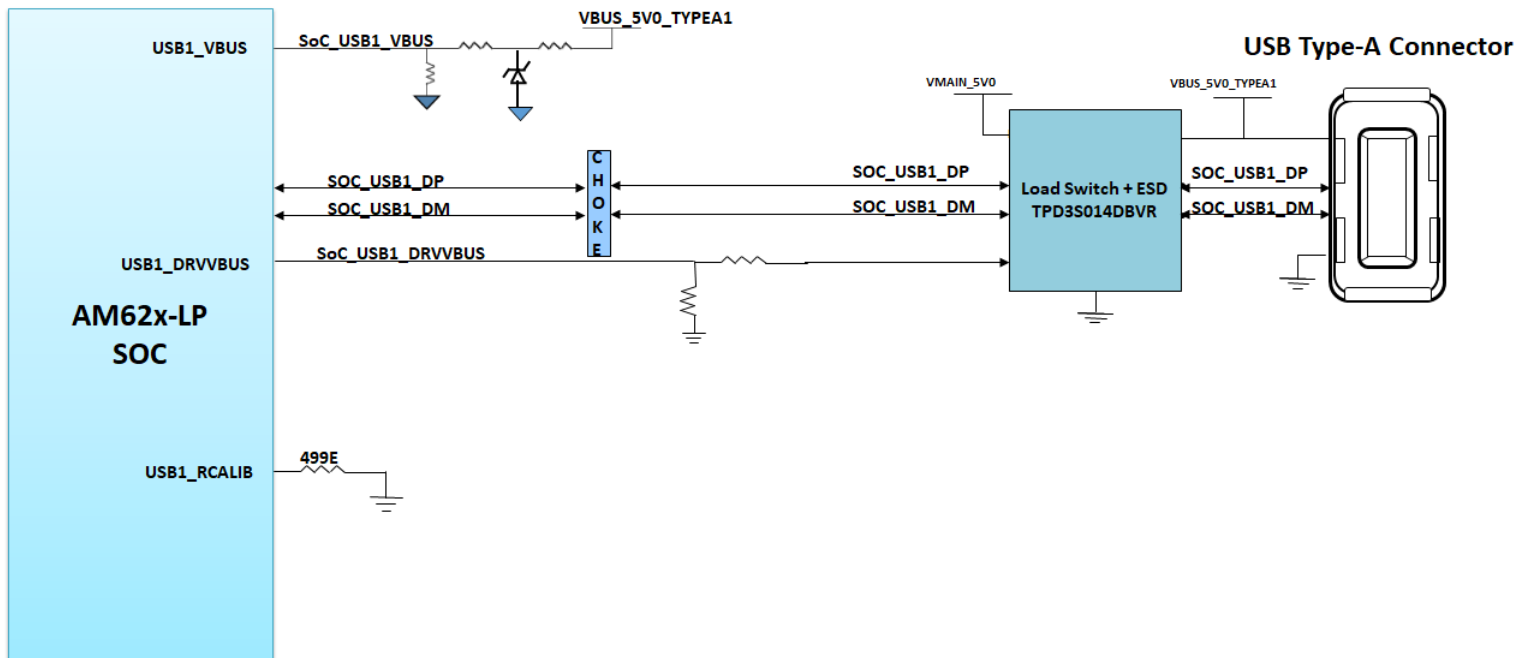 VBUS_5V0_TYPEA1
USB1_VBUS
SoC_USB1_VBUS
USB Type-A Connector
VMAIN_5V0
VBUS_5V0_TYPEA1
CHOKE
SOC_USB1_DP
SOC_USB1_DP
SOC_USB1_DP
Load Switch + ESD
TPD3S014DBVR
SOC_USB1_DM
SOC_USB1_DM
SOC_USB1_DM
USB1_DRVVBUS
SoC_USB1_DRVVBUS
AM62x-LP
SOC
USB1_RCALIB
499E